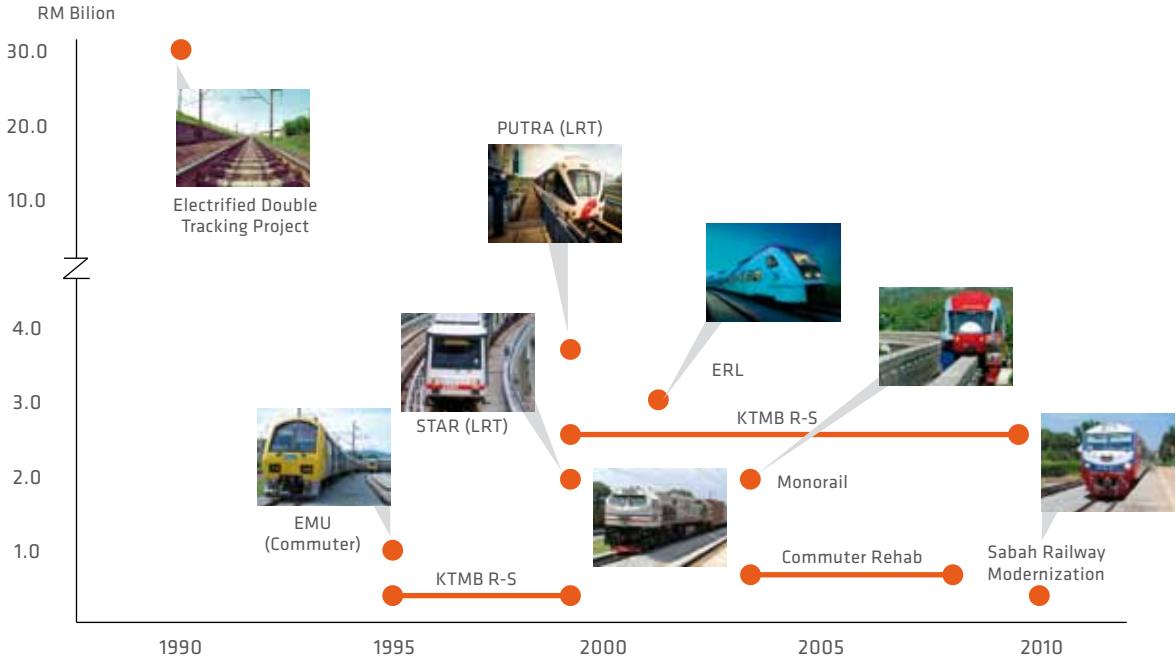 RM Bilion
30.0
20.0
10.0
4.0
3.0
2.0
1.0
Electrified Double
Tracking Project
PUTRA (LRT)
STAR (LRT)
ERL
KTMB R-S
Monorail
EMU
(Commuter)
KTMB R-S
Commuter Rehab
Sabah Railway
Modernization
1990
1995
2000
2005
2010